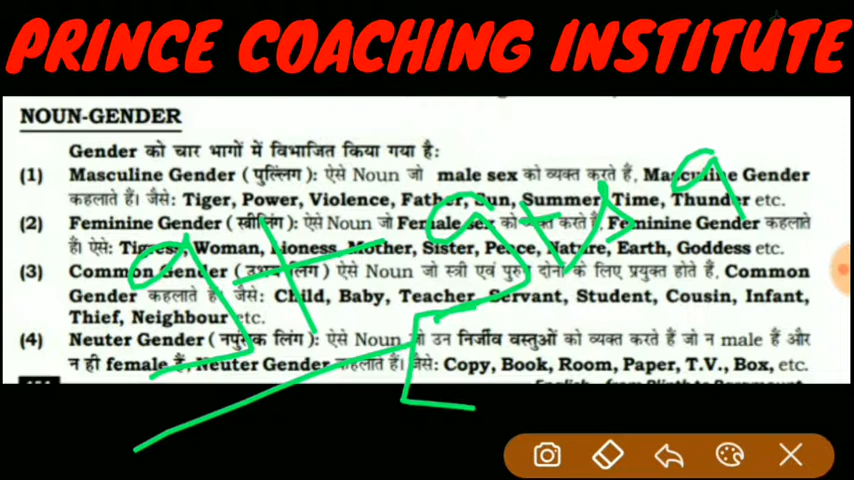 PRINCE COACHING INSTITUTE
NOUN-GENDER
Gender को चार भागों में विभाजित किया गया है:
(1) Masculine Gender (पुल्लिंग): ऐसे Noun जो male sex को व्यक्त करते हैं, Masculine Gender
कहलाते हैं। जैसे: Tiger, Power, Violence, Father, Sun, Summer, Time, Thunder etc.
(2) Feminine Gender (स्त्रीलिंग): ऐसे Noun जो Female sex को व्यक्त करते हैं, Feminine Gender कहलाते
हैं। ऐसे: Tigress, Woman, Lioness, Mother, Sister, Peace, Nature, Earth, Goddess etc.
(3) Common Gender (उभयलिंग) ऐसे Noun जो स्त्री एवं पुरुष दोनों के लिए प्रयुक्त होते हैं, Common
Gender कहलाते हैं। जैसे: Child, Baby, Teacher, Servant, Student, Cousin, Infant,
Thief, Neighbour etc.
(4) Neuter Gender (नपुंसक लिंग): ऐसे Noun जो उन निर्जीव वस्तुओं को व्यक्त करते हैं जो न male हैं और
न ही female हैं, Neuter Gender कहलाते हैं। जैसे: Copy, Book, Room, Paper, T.V., Box, etc.